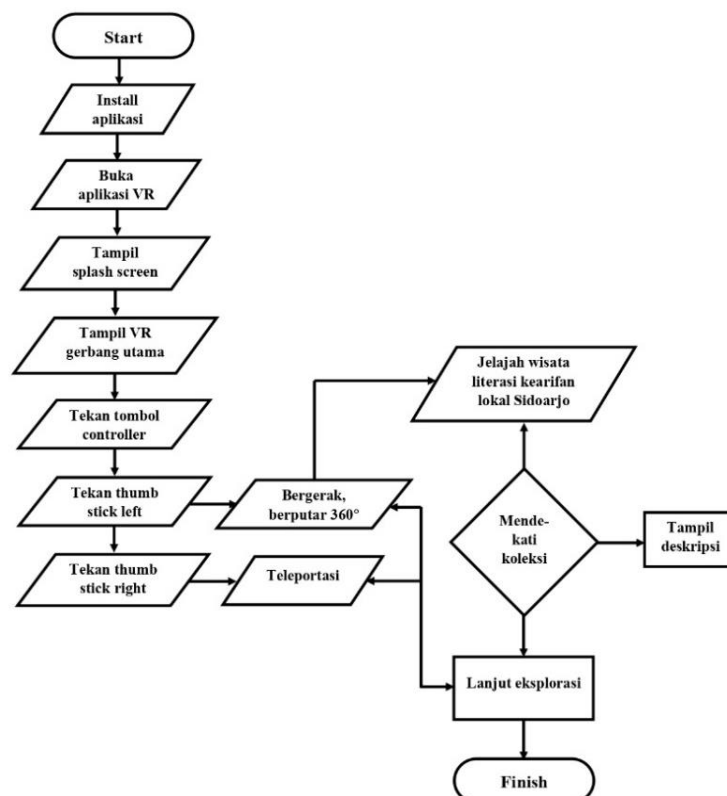 Start
Install
aplikasi
Buka
aplikasi VR
Tampil
splash screen
Tampil VR
gerbang utama
Tekan tombol
controller
Tekan thumb
stick left
Tekan thumb
stick right
Bergerak,
berputar 360°
Teleportasi
Jelajah wisata
literasi kearifan
lokal Sidoarjo
Mende-
kati
koleksi
Tampil
deskripsi
Lanjut eksplorasi
Finish